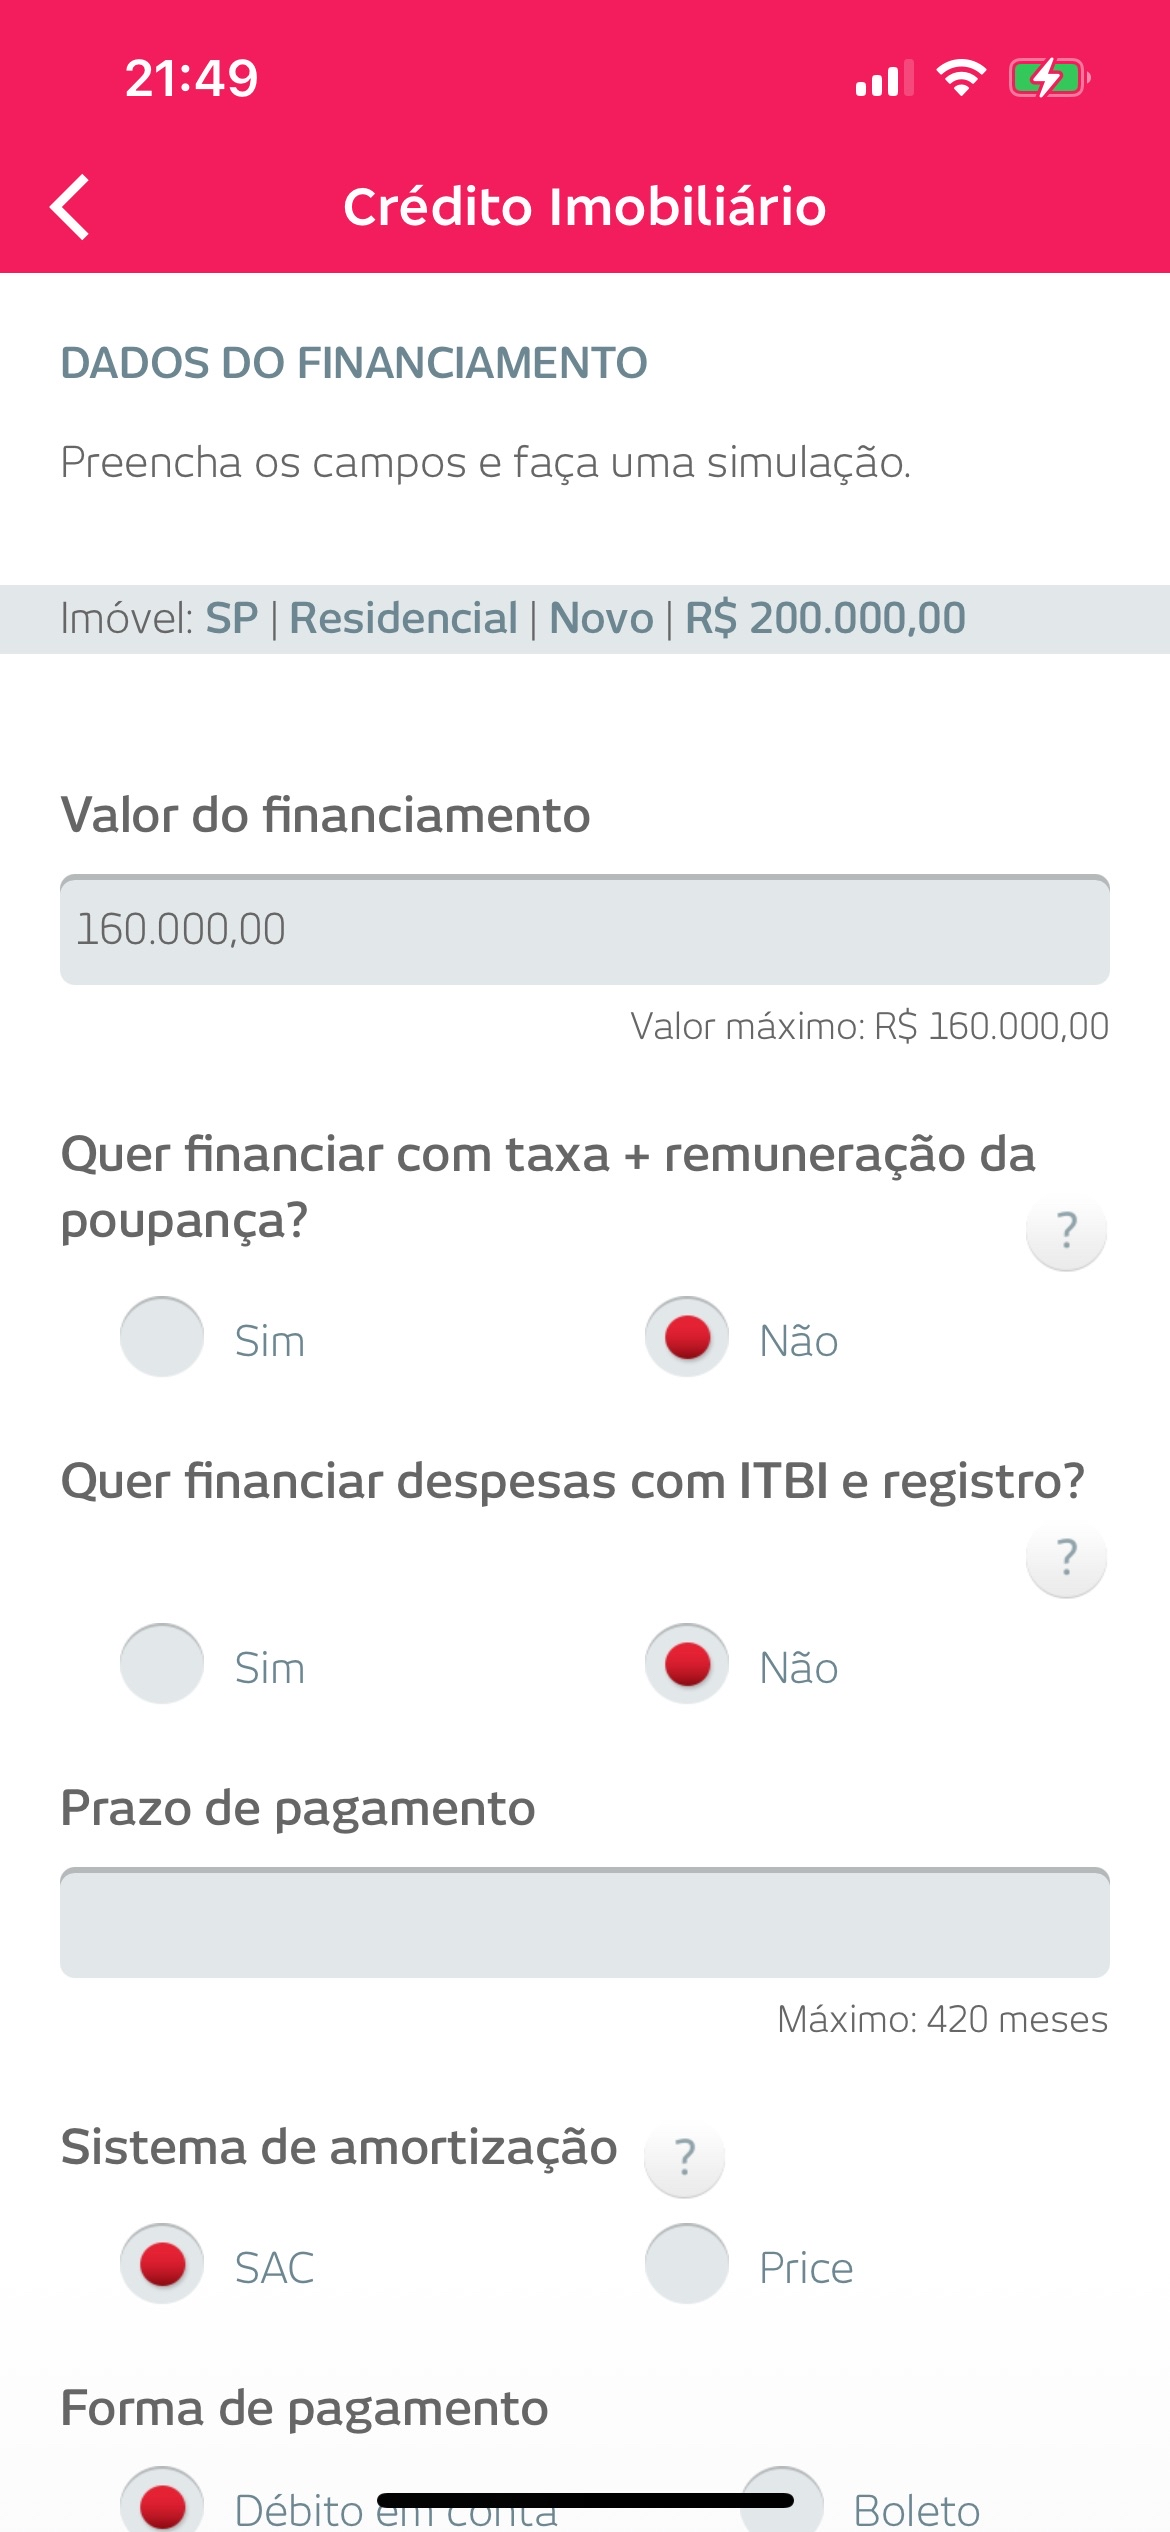 21:49
Crédito Imobiliário
DADOS DO FINANCIAMENTO
Preencha os campos e faça uma simulação.
Imóvel: SP | Residencial | Novo | R$ 200.000,00
Valor do financiamento
160.000,00
Valor máximo: R$ 160.000,00
Quer financiar com taxa + remuneração da
poupança?
?
Sim
Não
Quer financiar despesas com ITBI e registro?
?
Sim
Não
Prazo de pagamento
Máximo: 420 meses
Sistema de amortização ?
SAC
Price
Forma de pagamento
Débito em conta
Boleto